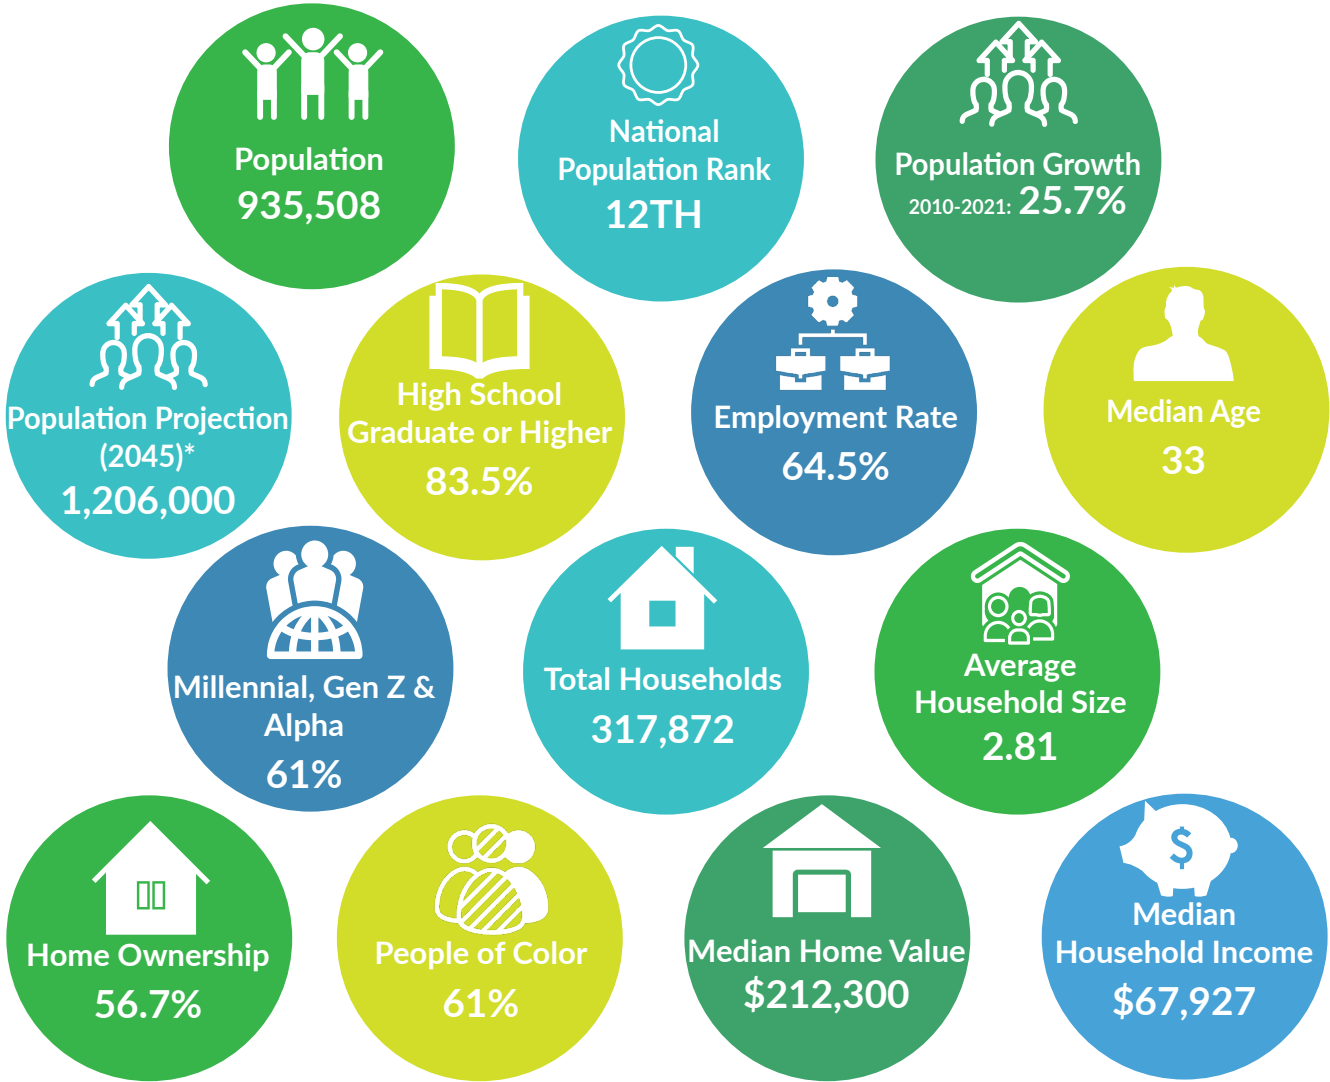 Population
935,508
National
Population Rank
12TH
Population Growth
2010-2021: 25.7%
Population Projection
(2045)*
1,206,000
High School
Graduate or Higher
83.5%
Employment Rate
64.5%
Median Age
33
Millennial, Gen Z &
Alpha
61%
Total Households
317,872
Average
Household Size
2.81
Home Ownership
56.7%
People of Color
61%
Median Home Value
$212,300
$
Median
Household Income
$67,927